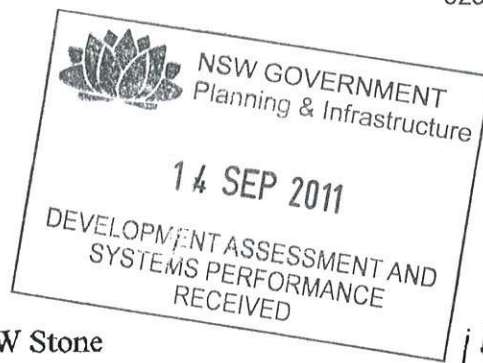 NSW GOVERNMENT
Planning & Infrastructure
14 SEP 2011
DEVELOPMENT ASSESSMENT AND
SYSTEMS PERFORMANCE
RECEIVED
W Stone